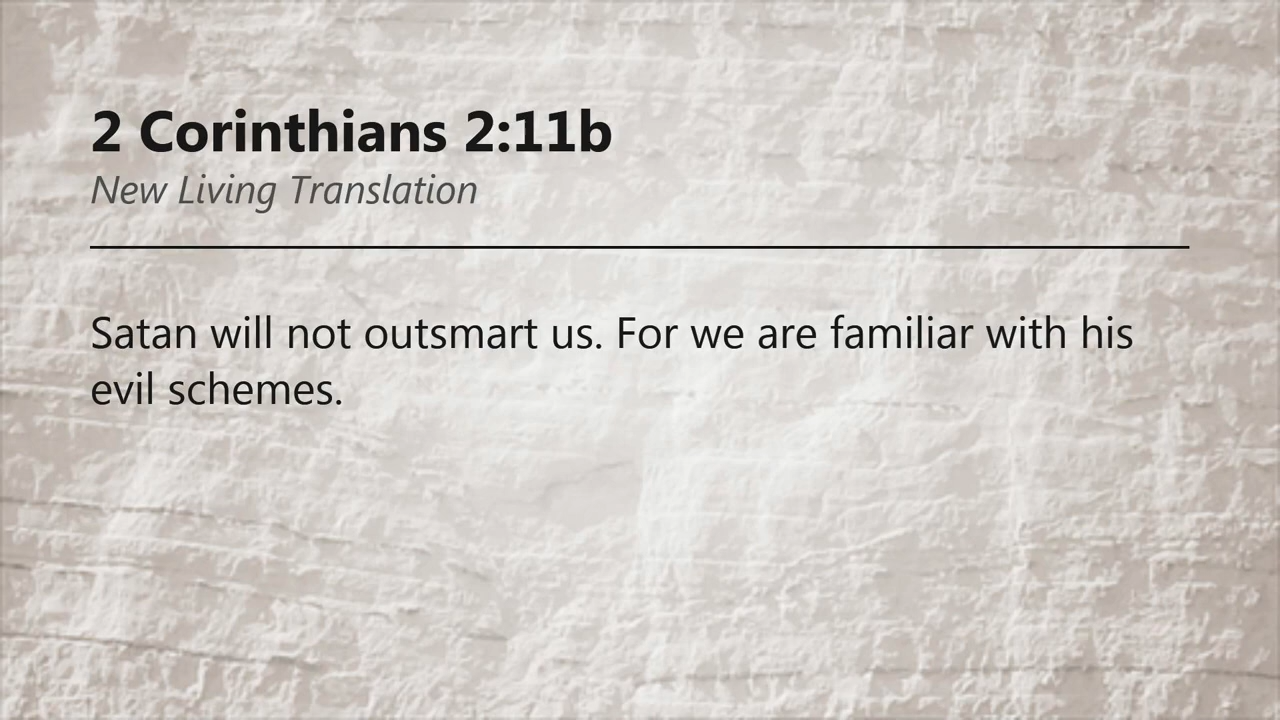 2 Corinthians 2:11b
New Living Translation
Satan will not outsmart us. For we are familiar with his
evil schemes.